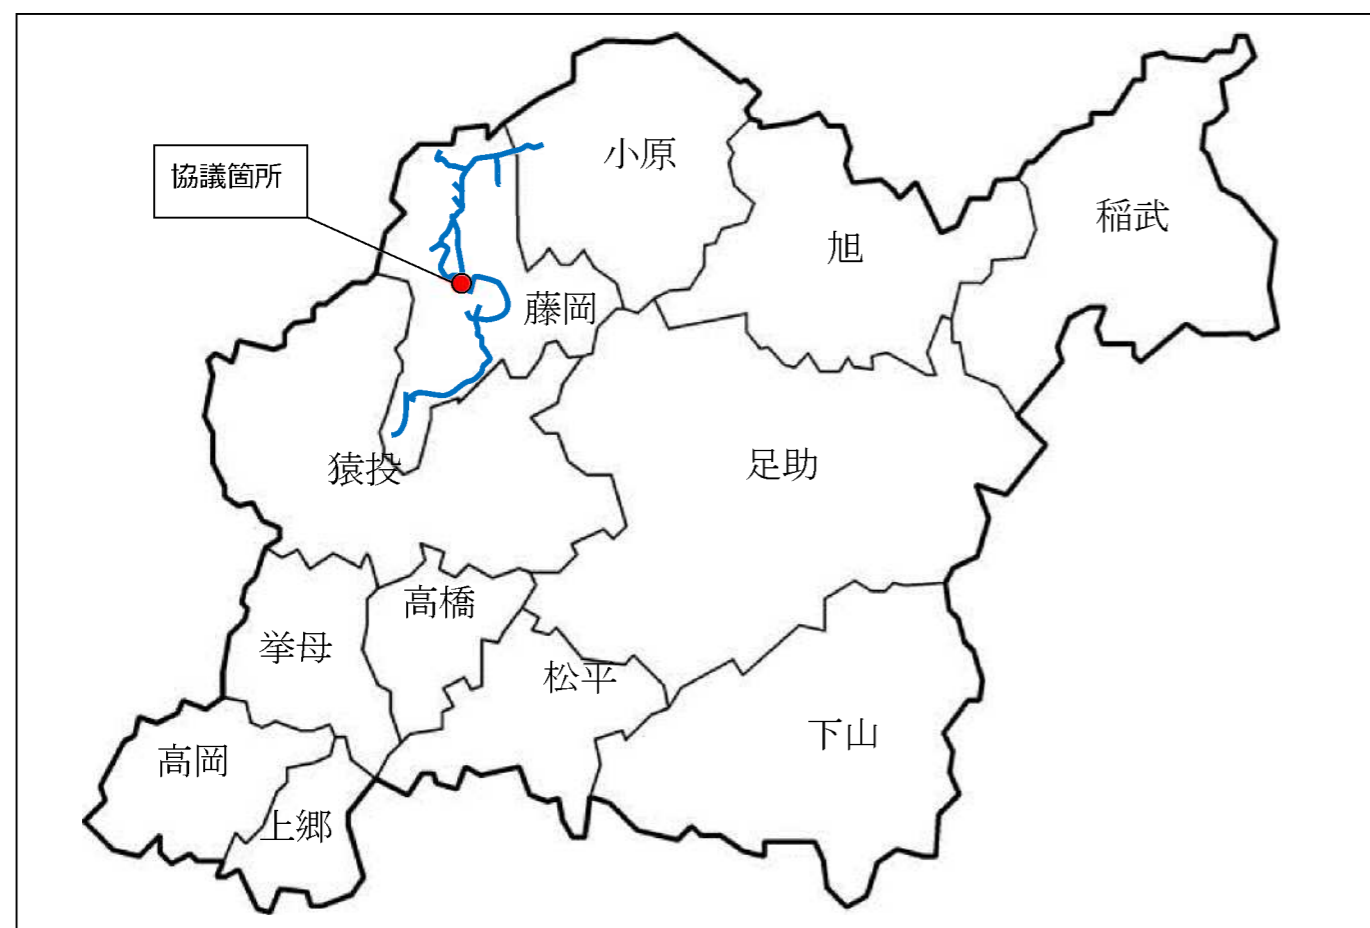 小原
協議箇所
稲武
旭
藤岡
猿投
足助
高橋
挙母
松平
下山
高岡
上郷